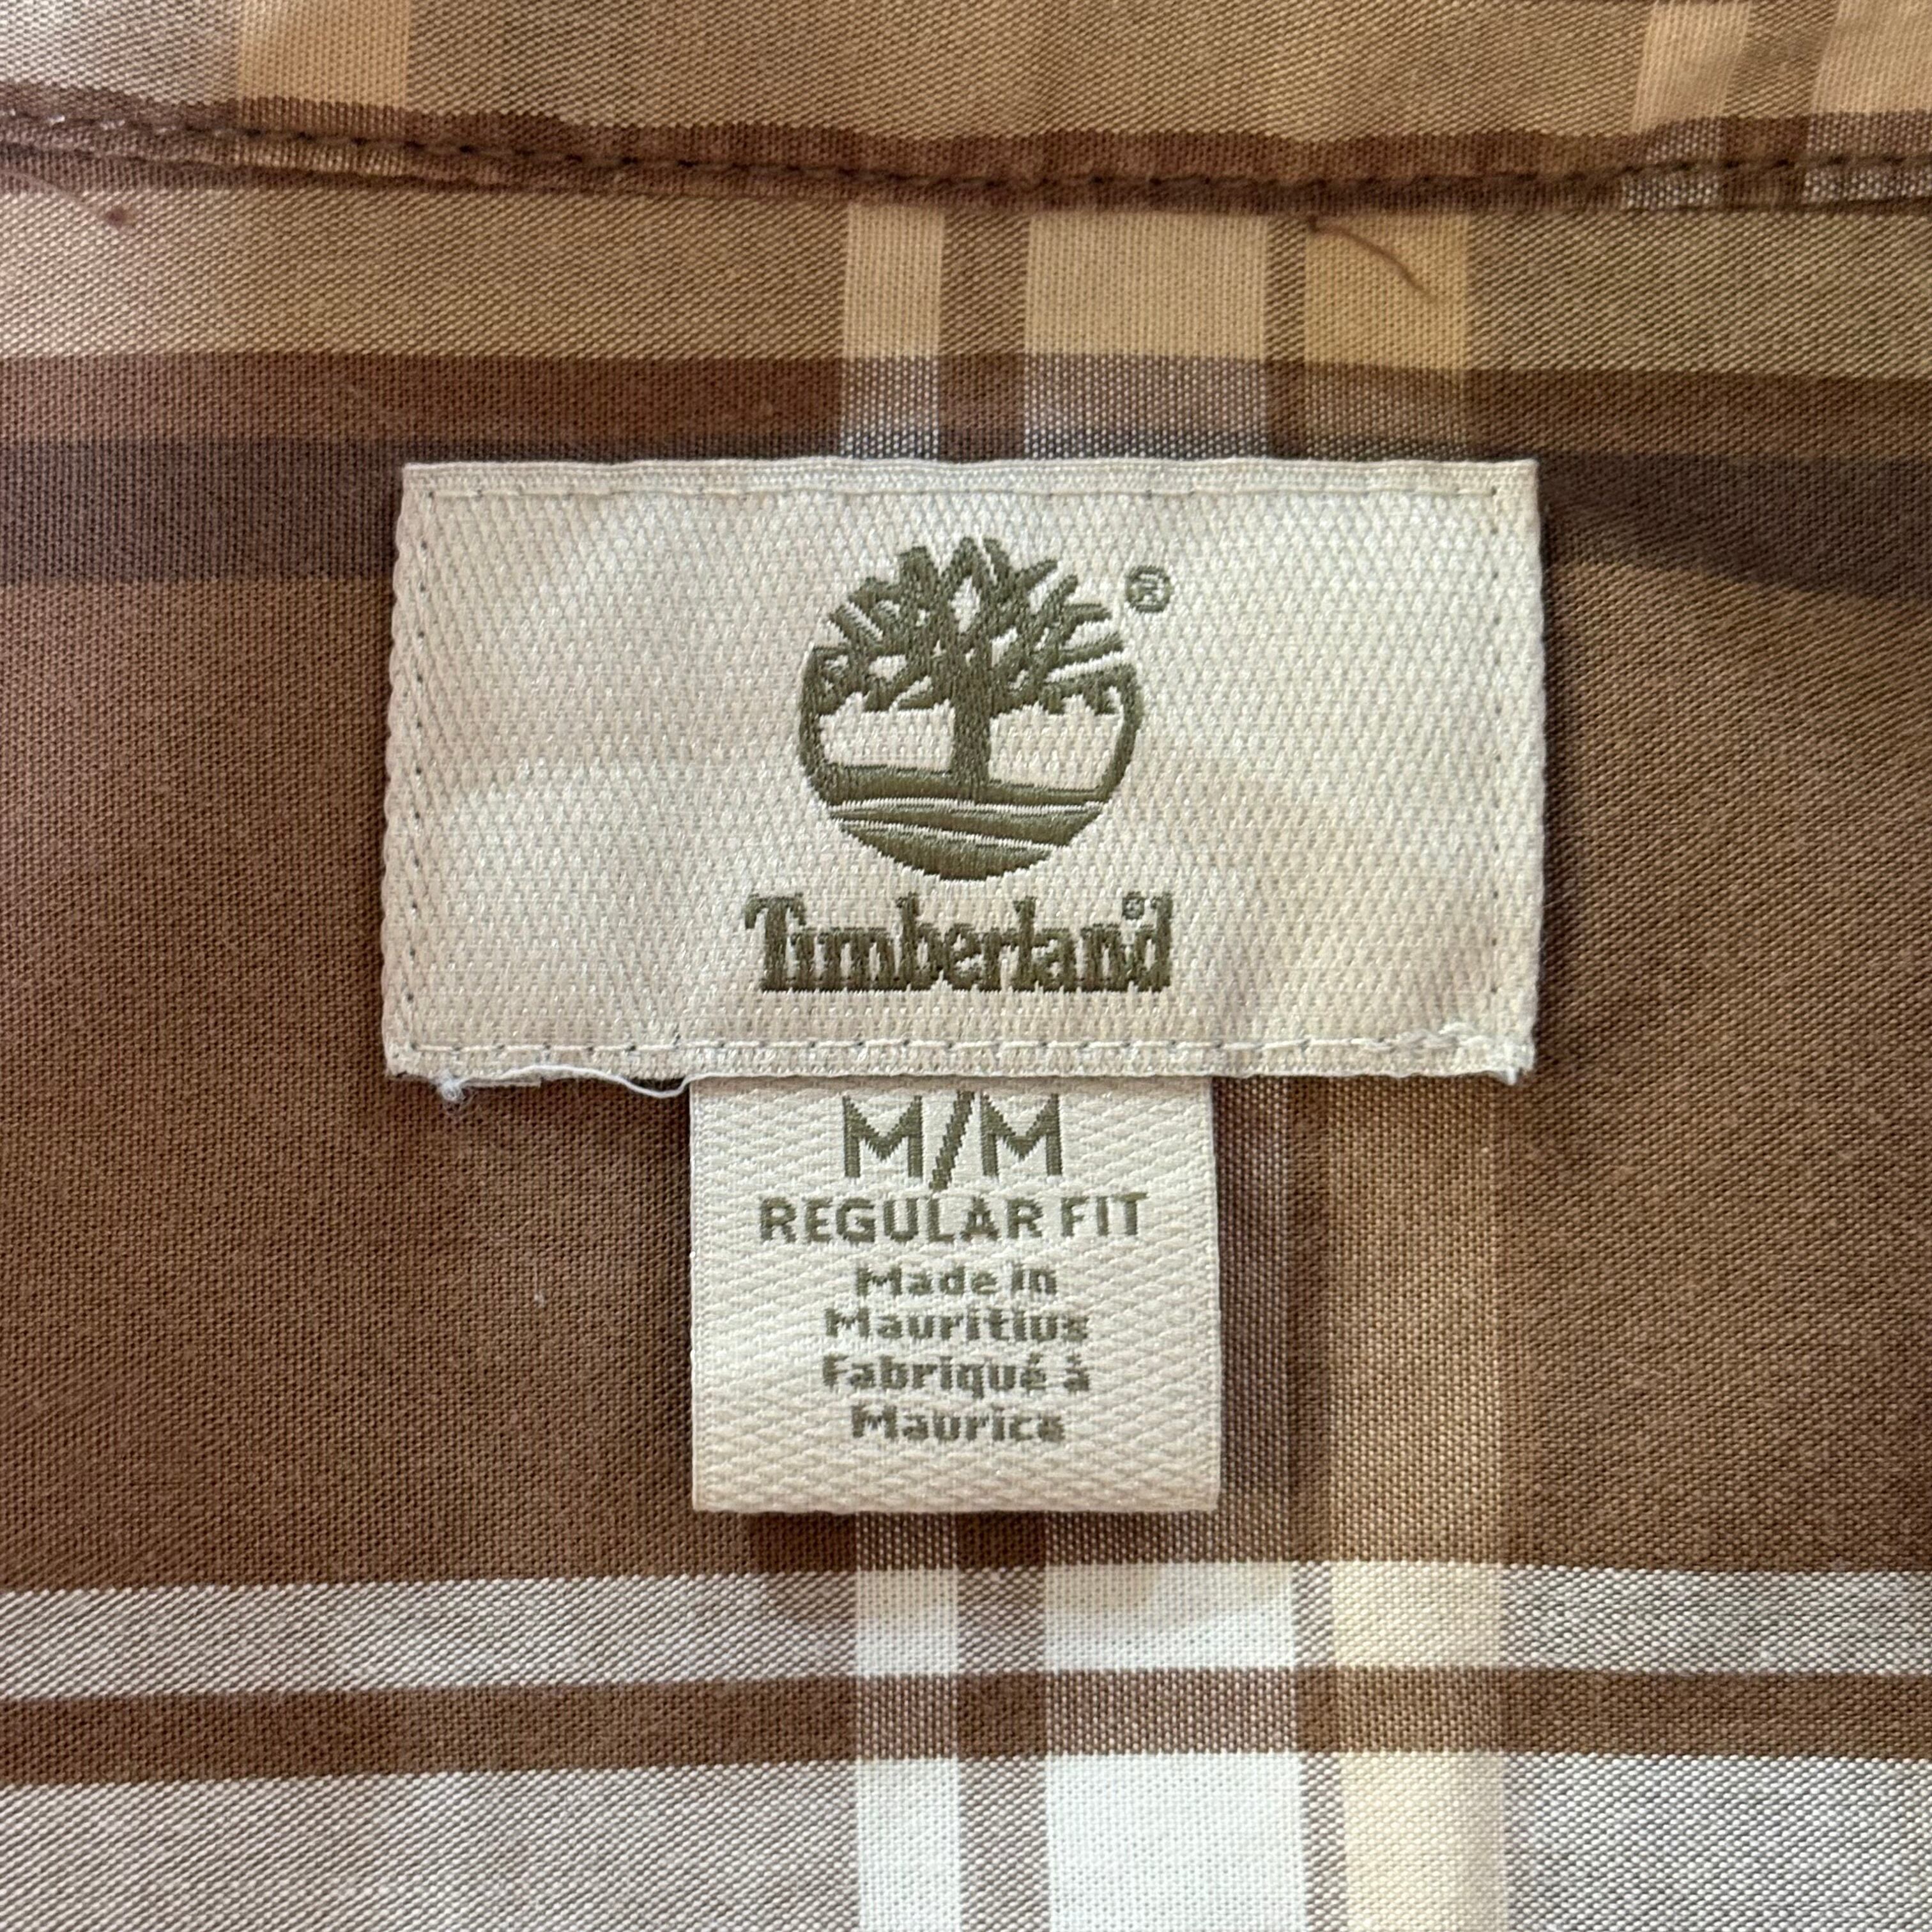 ®
Timberland®
M/M
REGULAR FIT
Made in
Mauritius
Fabriqué à
Maurice